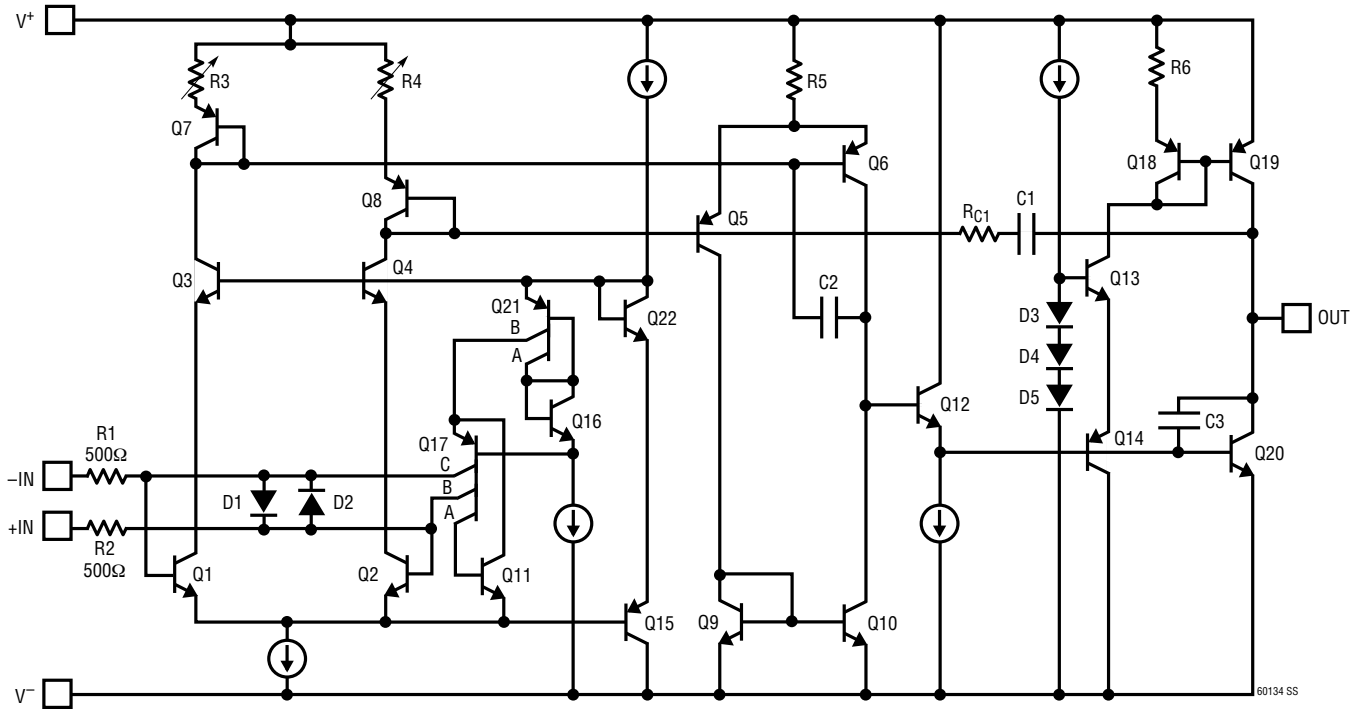 V+
R3
R4
R5
R6
Q7
Q6
Q18
Q19
Q8
Q5
RC1
C1
Q3
Q4
Q21
B
A
Q22
C2
Q13
D3
D4
D5
OUT
Q16
Q12
R1
500Ω
Q17
C
B
A
Q14
C3
Q20
–IN
D1
D2
+IN
R2
500Ω
Q1
Q2
Q11
Q15
Q9
Q10
V–
60134 SS